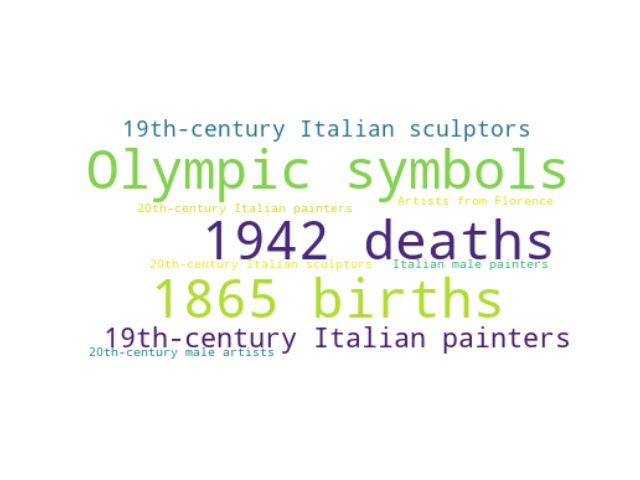 19th-century Italian sculptors
Olympic symbols
Artists from Florence
20th-century Italian painters
1942 deaths
20th-century Italian sculptors
Italian male painters
1865 births
19th-century Italian painters
20th-century male artists